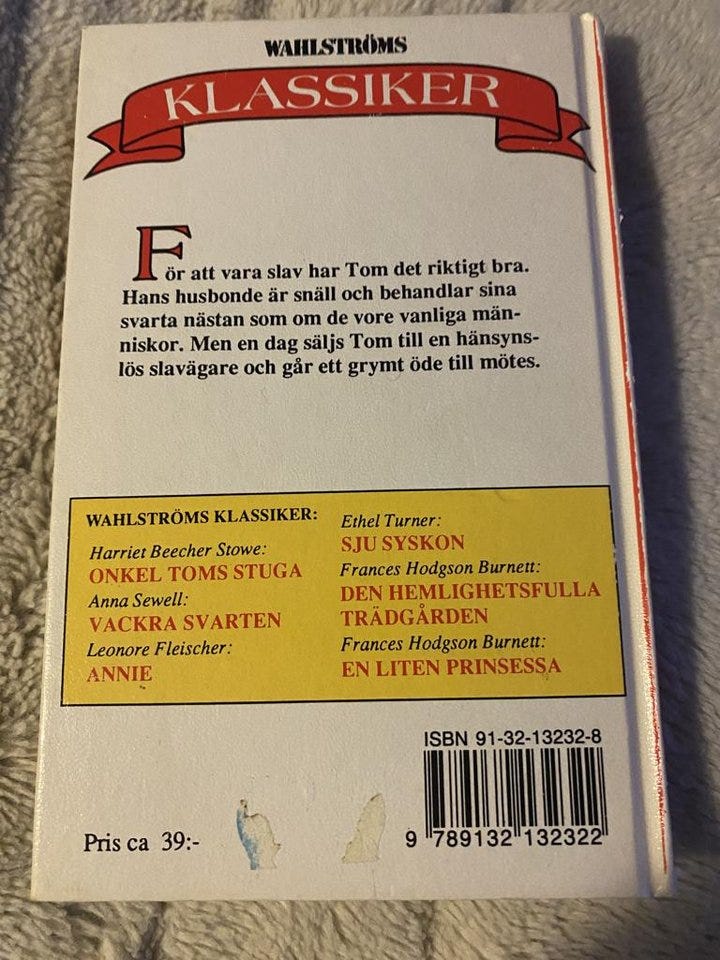 WAHLSTRÖMS
KLASSIKER
För att vara slav har Tom det riktigt bra.
Hans husbonde är snäll och behandlar sina
svarta nästan som om de vore vanliga män-
niskor. Men en dag säljs Tom till en hänsyns-
lös slavägare och går ett grymt öde till mötes.
WAHLSTRÖMS KLASSIKER:
Harriet Beecher Stowe:
ONKEL TOMS STUGA
Anna Sewell:
VACKRA SVARTEN
Leonore Fleischer:
ANNIE
Ethel Turner:
SJU SYSKON
Frances Hodgson Burnett:
DEN HEMLIGHETSFULLA
TRÄDGÅRDEN
Frances Hodgson Burnett:
EN LITEN PRINSESSA
ISBN 91-32-13232-8
9 789132 132322
Pris ca 39:-